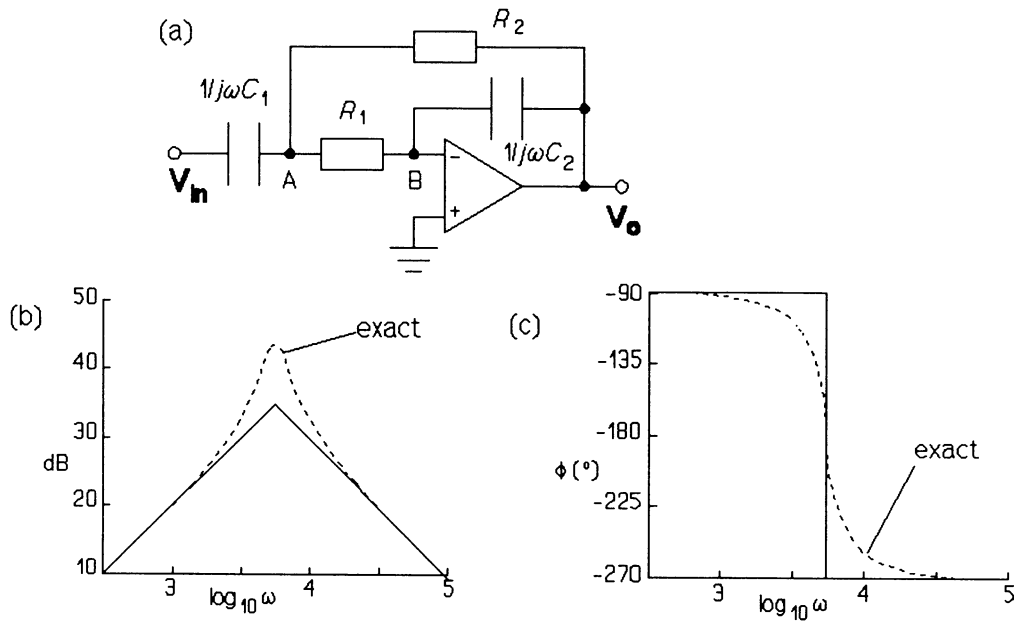 (a)
R2
1/jωC1
R1
1/jωC2
A
B
−
+
Vin
Vo
(b)
50
40
30
dB
20
10
exact
3
4
5
log10 ω
(c)
-90
-135
-180
ϕ(°)
-225
-270
exact
3
4
5
log10 ω